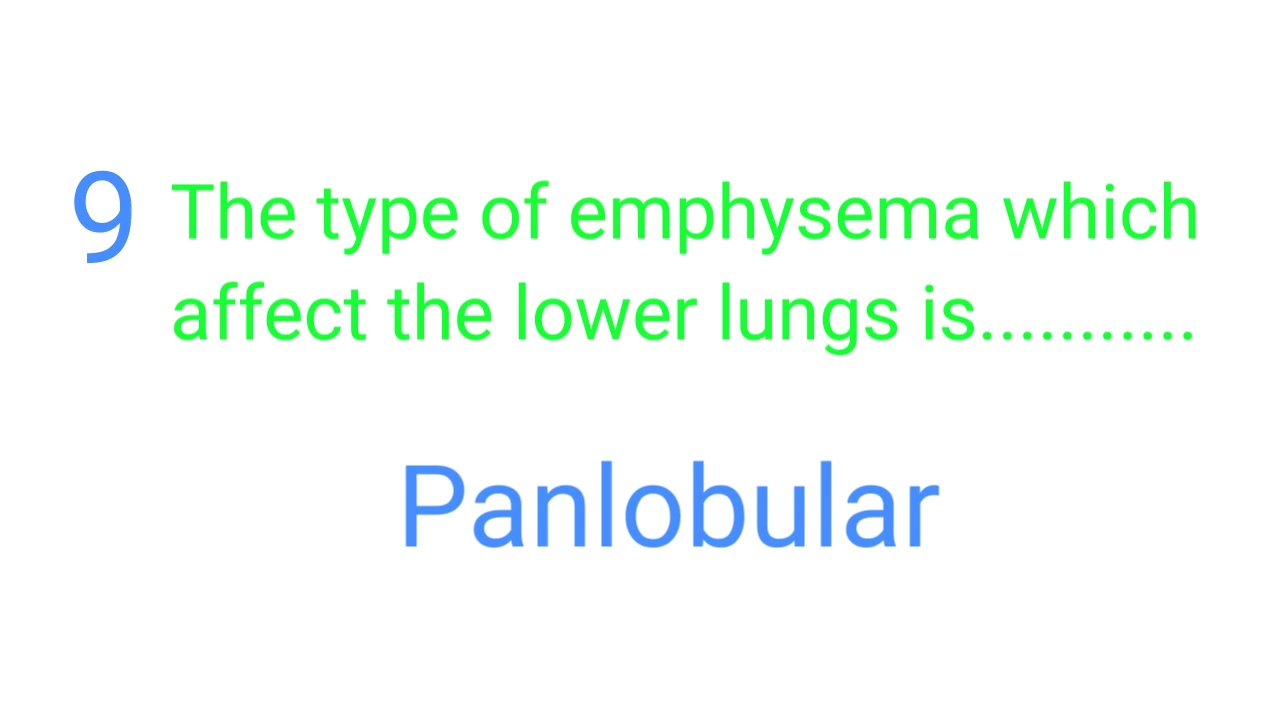 9 The type of emphysema which
affect the lower lungs is...........
Panlobular